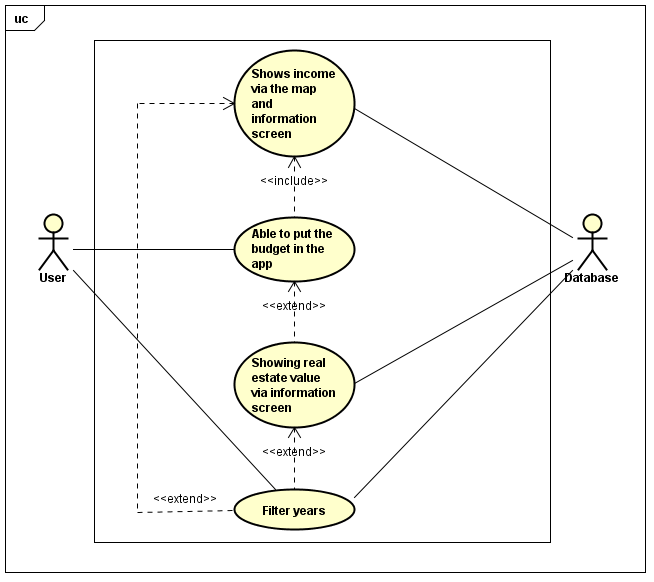 uc
Shows income
via the map
and
information
screen
<<include>>
Able to put the
budget in the
app
User
Database
<<extend>>
Showing real
estate value
via information
screen
<<extend>>
<<extend>>
Filter years